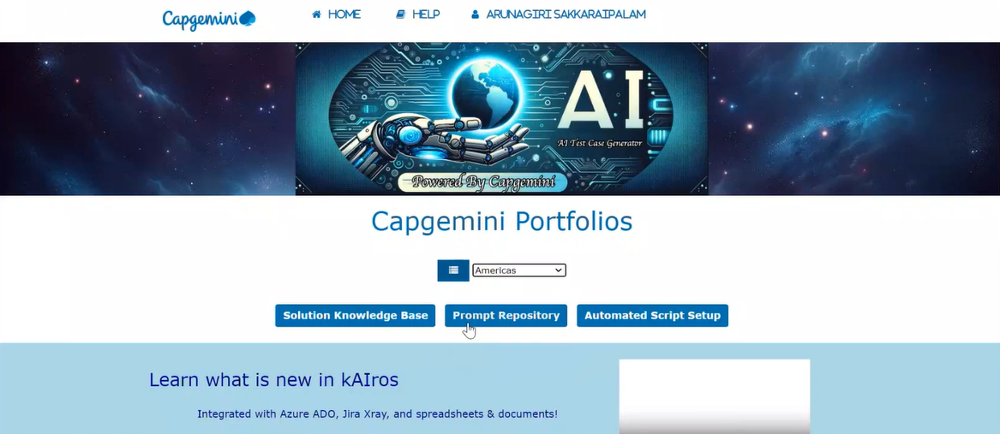 Capgemini
HOME
HELP
ARUNAGIRI SAKKARAIPALAM
AI
AI Test Case Generator
Powered By Capgemini
Capgemini Portfolios
Americas
Solution Knowledge Base
Prompt Repository
Automated Script Setup
Learn what is new in kAIros
Integrated with Azure ADO, Jira Xray, and spreadsheets & documents!